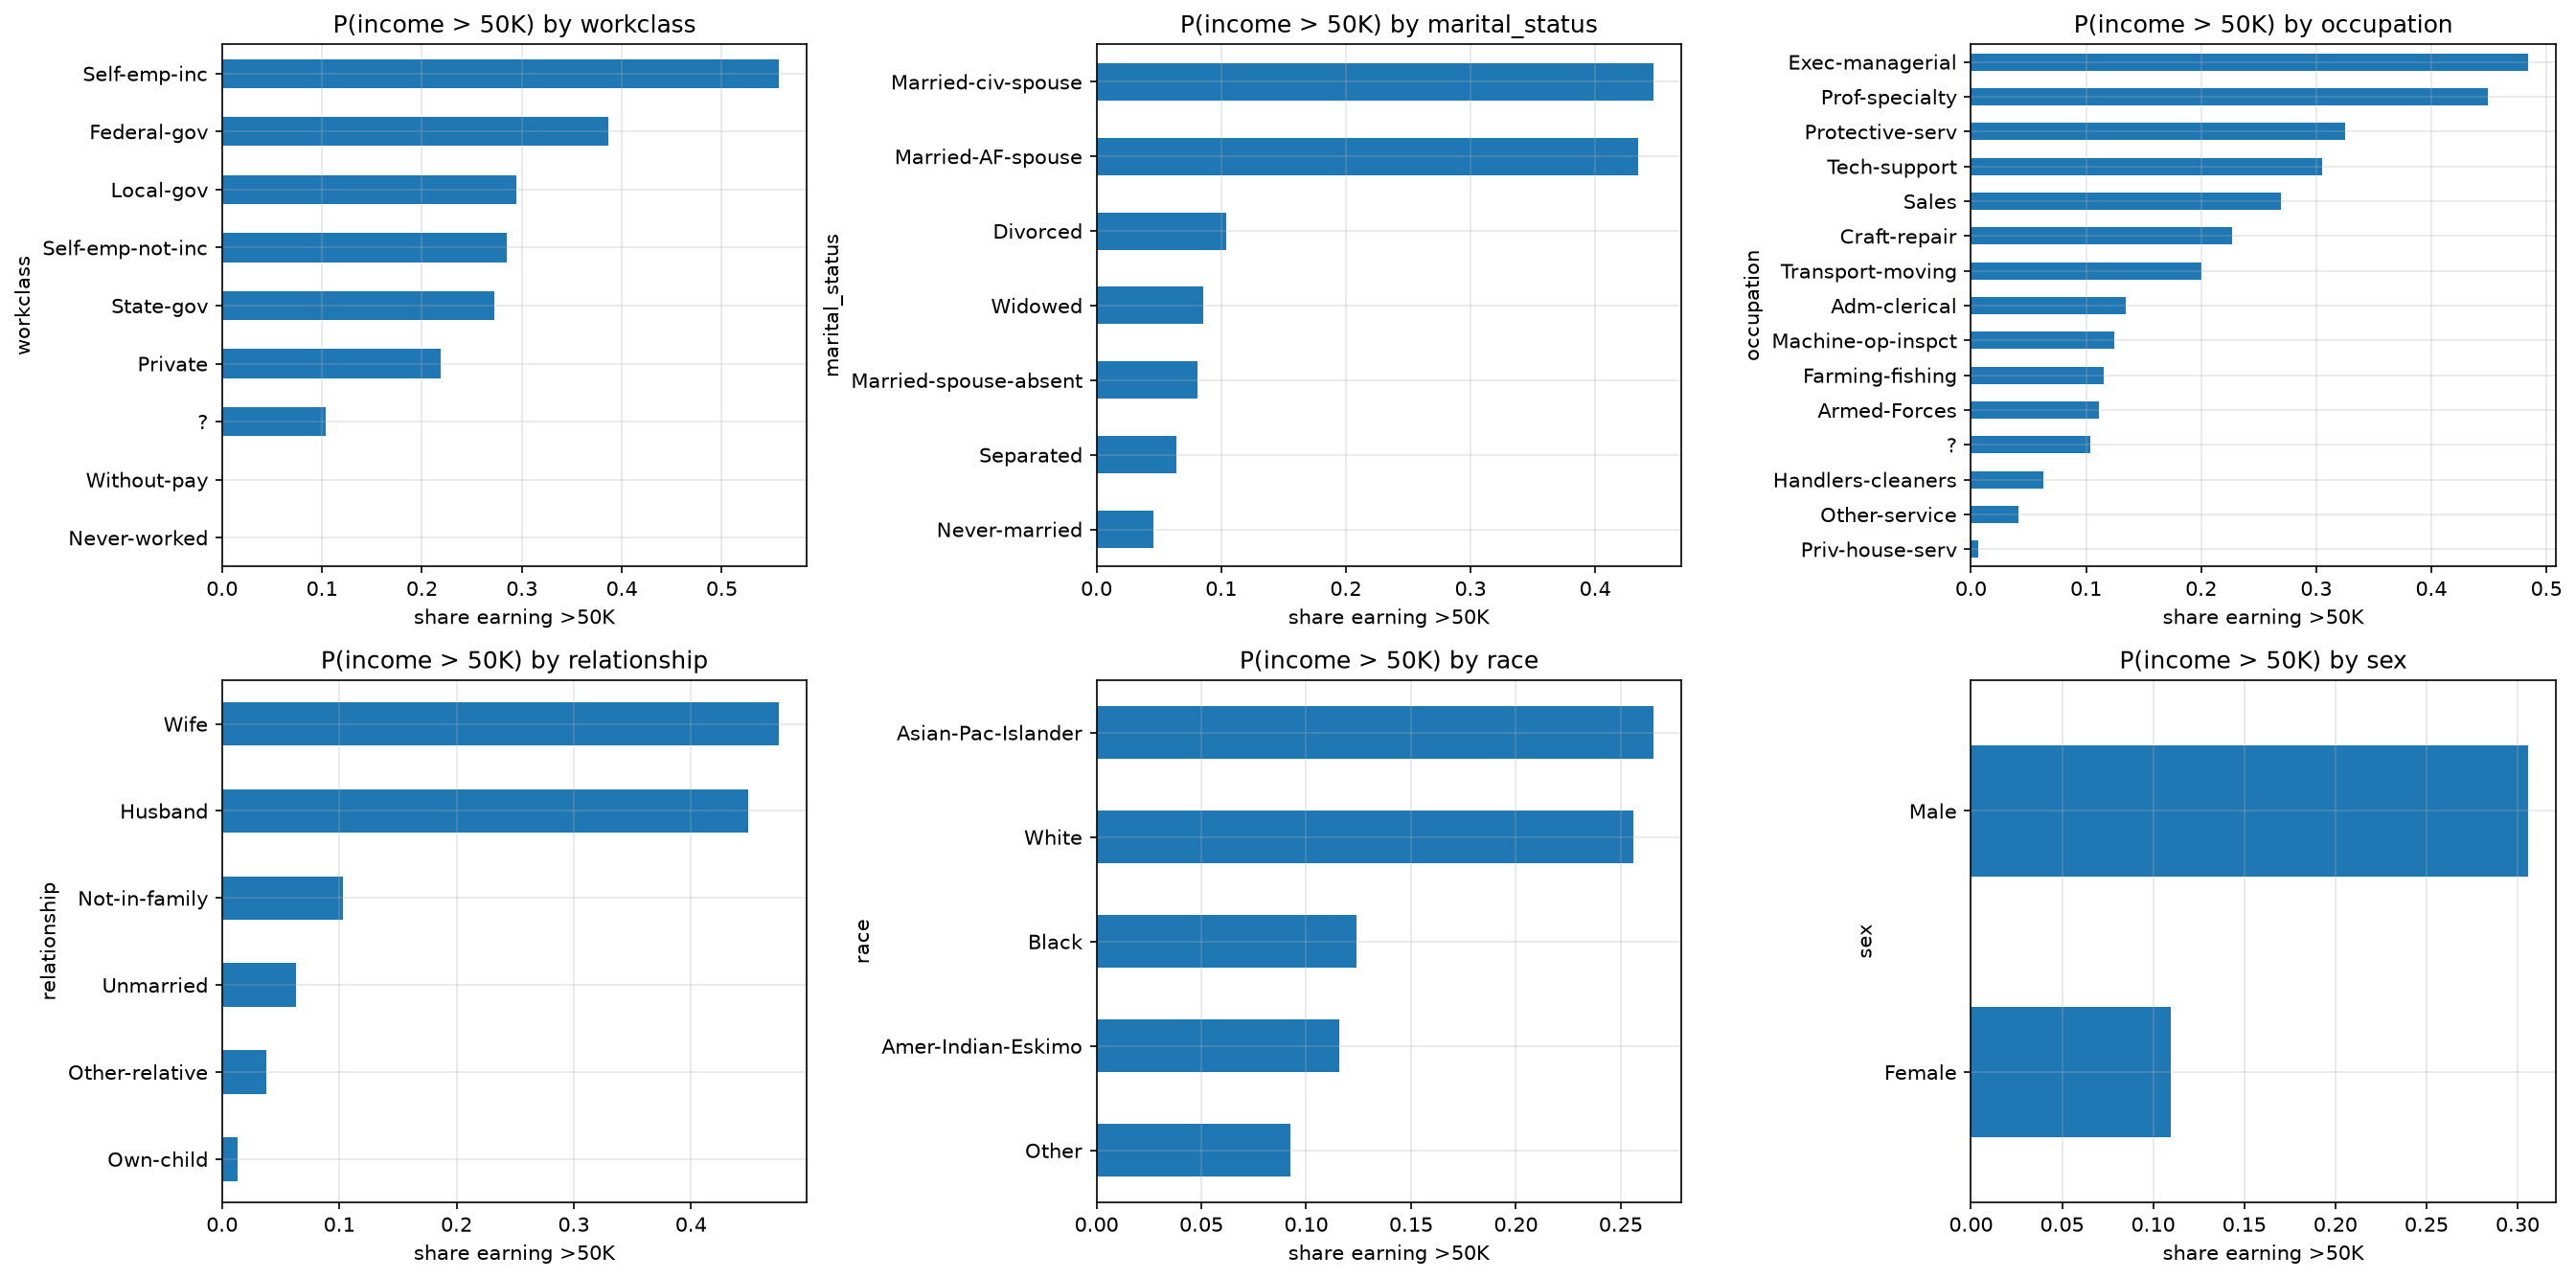 P(income > 50K) by workclass
workclass
Self-emp-inc
Federal-gov
Local-gov
Self-emp-not-inc
State-gov
Private
?
Without-pay
Never-worked
0.0 0.1 0.2 0.3 0.4 0.5
share earning >50K
P(income > 50K) by marital_status
marital_status
Married-civ-spouse
Married-AF-spouse
Divorced
Widowed
Married-spouse-absent
Separated
Never-married
0.0 0.1 0.2 0.3 0.4
share earning >50K
P(income > 50K) by occupation
occupation
Exec-managerial
Prof-specialty
Protective-serv
Tech-support
Sales
Craft-repair
Transport-moving
Adm-clerical
Machine-op-inspct
Farming-fishing
Armed-Forces
?
Handlers-cleaners
Other-service
Priv-house-serv
0.0 0.1 0.2 0.3 0.4 0.5
share earning >50K
P(income > 50K) by relationship
relationship
Wife
Husband
Not-in-family
Unmarried
Other-relative
Own-child
0.0 0.1 0.2 0.3 0.4
share earning >50K
P(income > 50K) by race
race
Asian-Pac-Islander
White
Black
Amer-Indian-Eskimo
Other
0.00 0.05 0.10 0.15 0.20 0.25
share earning >50K
P(income > 50K) by sex
sex
Male
Female
0.00 0.05 0.10 0.15 0.20 0.25 0.30
share earning >50K